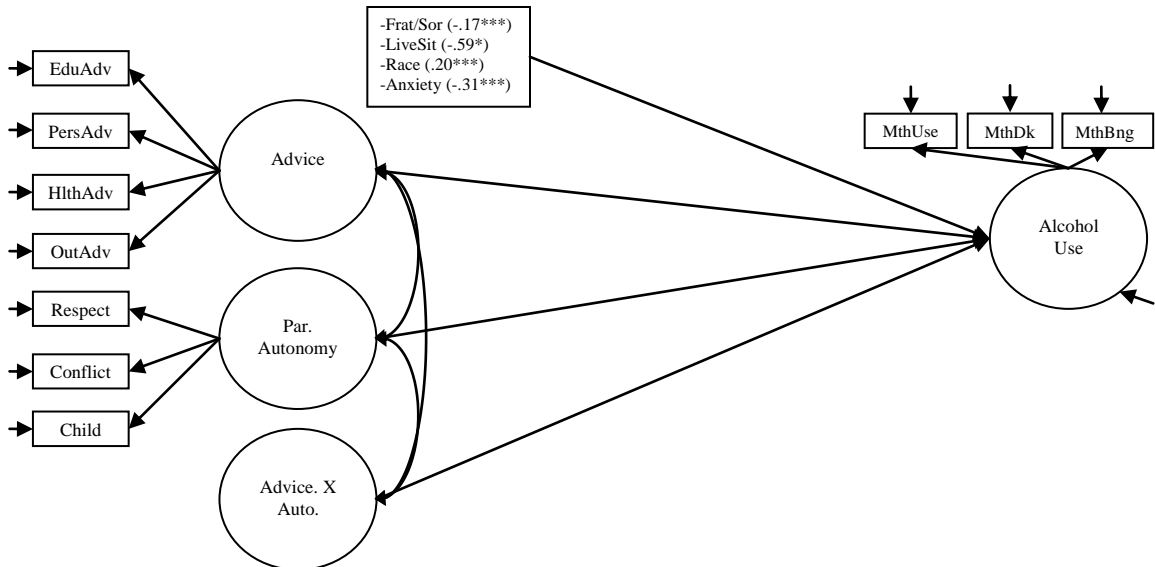 -Frat/Sor (-.17***)
-LiveSit (-.59*)
-Race (.20***)
-Anxiety (-.31***)
EduAdv
PersAdv
HlthAdv
OutAdv
Respect
Conflict
Child
Advice
Par.
Autonomy
Advice. X
Auto.
MthUse
MthDk
MthBng
Alcohol
Use